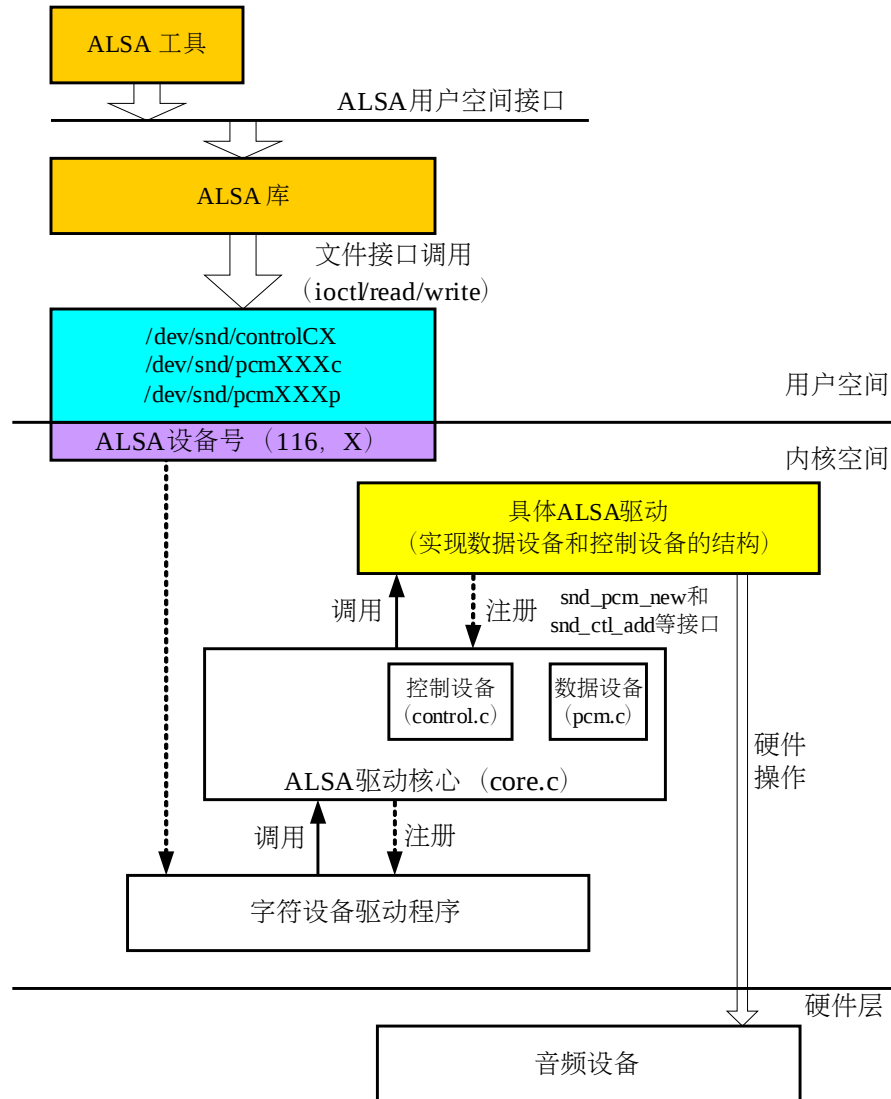 ALSA 工具
ALSA用户空间接口
ALSA 库
文件接口调用
（ioctl/read/write）
/dev/snd/controlCX
/dev/snd/pcmXXXc
/dev/snd/pcmXXXp
用户空间
ALSA设备号（116，X）
内核空间
具体ALSA驱动
（实现数据设备和控制设备的结构）
调用
注册
snd_pcm_new和
snd_ctl_add等接口
控制设备
（control.c）
数据设备
（pcm.c）
硬件
操作
ALSA驱动核心（core.c）
调用
注册
字符设备驱动程序
硬件层
音频设备